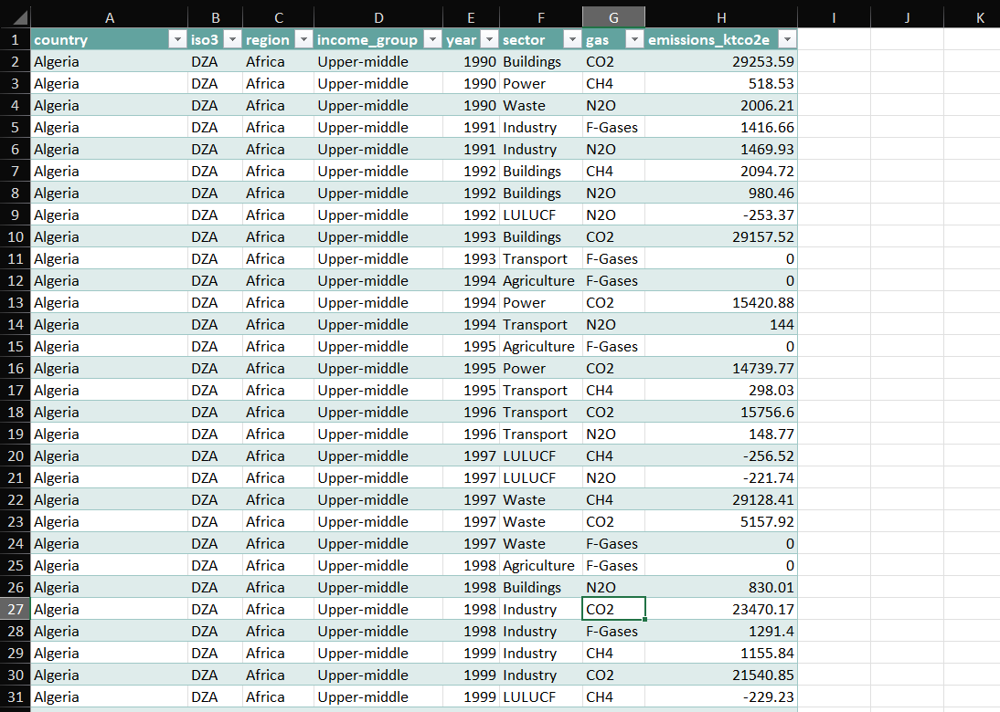 A B C D E F G H I J K
1 country iso3 region income_group year sector gas emissions_ktco2e
2 Algeria DZA Africa Upper-middle 1990 Buildings CO2 29253.59
3 Algeria DZA Africa Upper-middle 1990 Power CH4 518.53
4 Algeria DZA Africa Upper-middle 1990 Waste N2O 2006.21
5 Algeria DZA Africa Upper-middle 1991 Industry F-Gases 1416.66
6 Algeria DZA Africa Upper-middle 1991 Industry N2O 1469.93
7 Algeria DZA Africa Upper-middle 1992 Buildings CH4 2094.72
8 Algeria DZA Africa Upper-middle 1992 Buildings N2O 980.46
9 Algeria DZA Africa Upper-middle 1992 LULUCF N2O -253.37
10 Algeria DZA Africa Upper-middle 1993 Buildings CO2 29157.52
11 Algeria DZA Africa Upper-middle 1993 Transport F-Gases 0
12 Algeria DZA Africa Upper-middle 1994 Agriculture F-Gases 0
13 Algeria DZA Africa Upper-middle 1994 Power CO2 15420.88
14 Algeria DZA Africa Upper-middle 1994 Transport N2O 144
15 Algeria DZA Africa Upper-middle 1995 Agriculture F-Gases 0
16 Algeria DZA Africa Upper-middle 1995 Power CO2 14739.77
17 Algeria DZA Africa Upper-middle 1995 Transport CH4 298.03
18 Algeria DZA Africa Upper-middle 1996 Transport CO2 15756.6
19 Algeria DZA Africa Upper-middle 1996 Transport N2O 148.77
20 Algeria DZA Africa Upper-middle 1997 LULUCF CH4 -256.52
21 Algeria DZA Africa Upper-middle 1997 LULUCF N2O -221.74
22 Algeria DZA Africa Upper-middle 1997 Waste CH4 29128.41
23 Algeria DZA Africa Upper-middle 1997 Waste CO2 5157.92
24 Algeria DZA Africa Upper-middle 1997 Waste F-Gases 0
25 Algeria DZA Africa Upper-middle 1998 Agriculture F-Gases 0
26 Algeria DZA Africa Upper-middle 1998 Buildings N2O 830.01
27 Algeria DZA Africa Upper-middle 1998 Industry CO2 23470.17
28 Algeria DZA Africa Upper-middle 1998 Industry F-Gases 1291.4
29 Algeria DZA Africa Upper-middle 1999 Industry CH4 1155.84
30 Algeria DZA Africa Upper-middle 1999 Industry CO2 21540.85
31 Algeria DZA Africa Upper-middle 1999 LULUCF CH4 -229.23